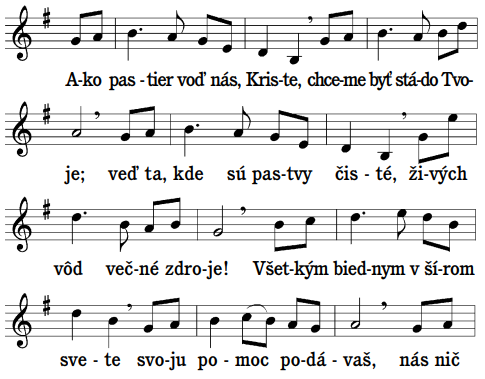 A-ko pas-tier voď nás, Kris-te, chce-me byť stá-do Tvo-
je; veď ta, kde sú pas-tvy čis-té, ži-vých
vôd več-né zdro-je! Všet-kým bied-nym v ší-rom
sve-te svo-ju po-moc po-dá-vaš, nás nič